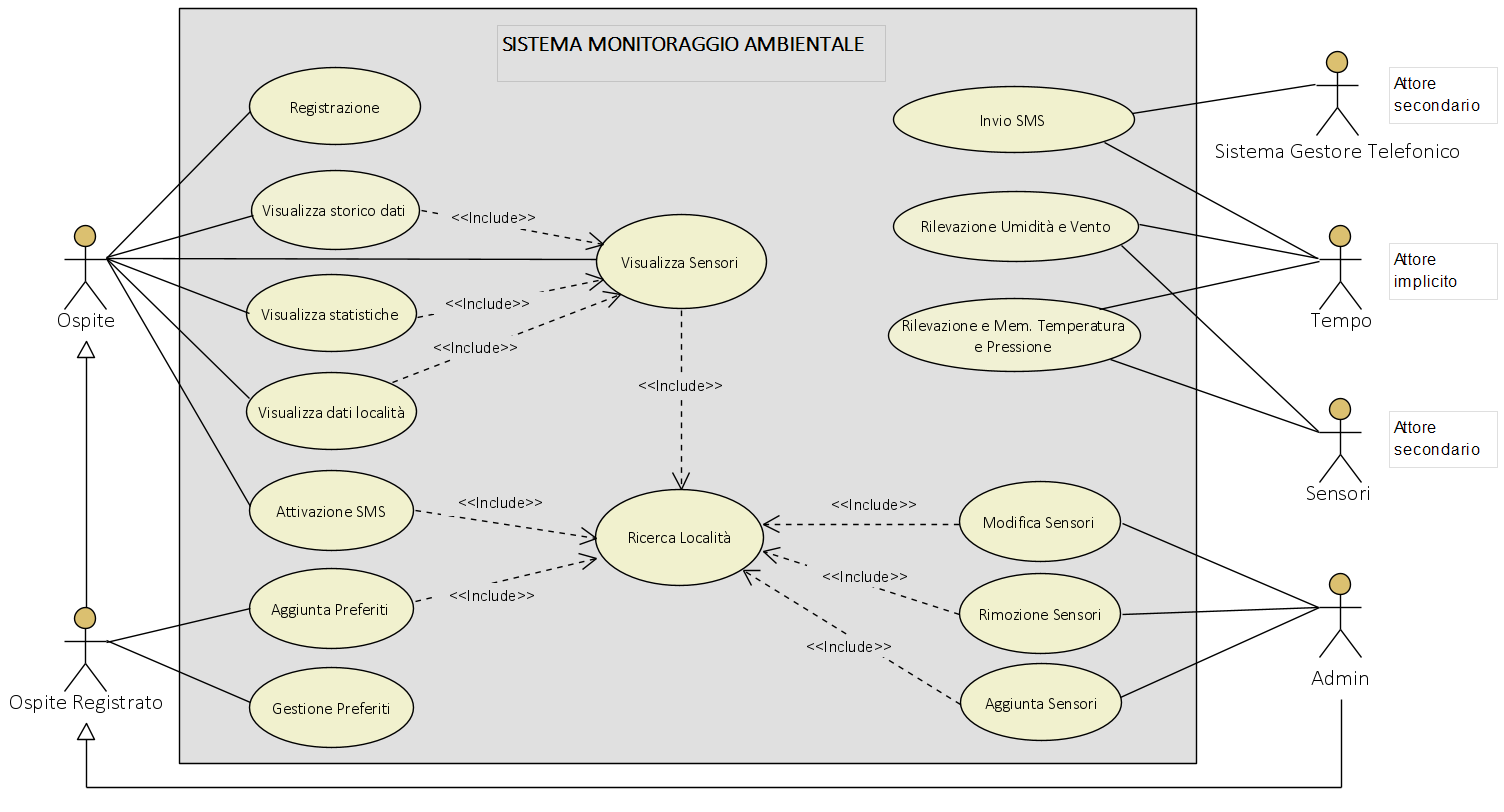 SISTEMA MONITORAGGIO AMBIENTALE
Registrazione
Visualizza storico dati
<<Include>>
Visualizza Sensori
Visualizza statistiche
<<Include>>
<<Include>>
Visualizza dati località
<<Include>>
Attivazione SMS
<<Include>>
Ricerca Località
Aggiunta Preferiti
<<Include>>
Gestione Preferiti
Ospite
Ospite Registrato
Invio SMS
Rilevazione Umidità e Vento
Rilevazione e Mem. Temperatura
e Pressione
<<Include>>
Modifica Sensori
<<Include>>
Rimozione Sensori
<<Include>>
Aggiunta Sensori
Attore
secondario
Sistema Gestore Telefonico
Attore
implicito
Tempo
Attore
secondario
Sensori
Admin